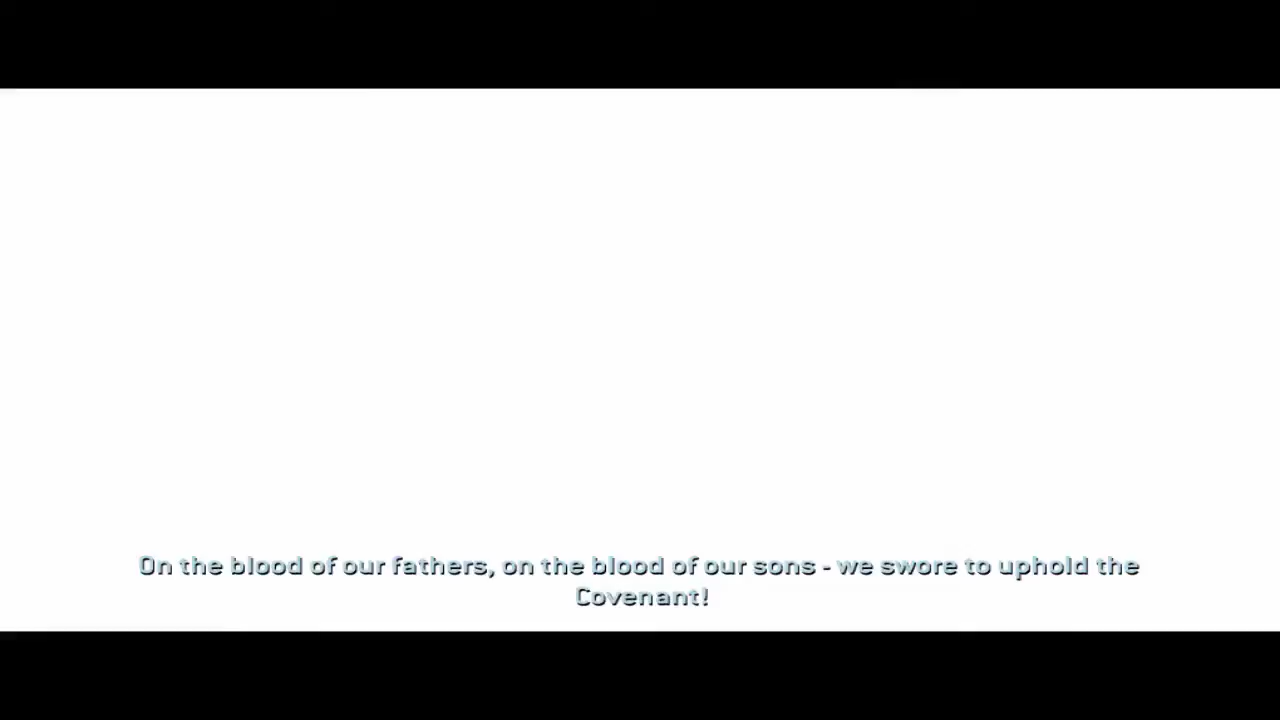 On the blood of our fathers, on the blood of our sons - we swore to uphold the
Covenant!